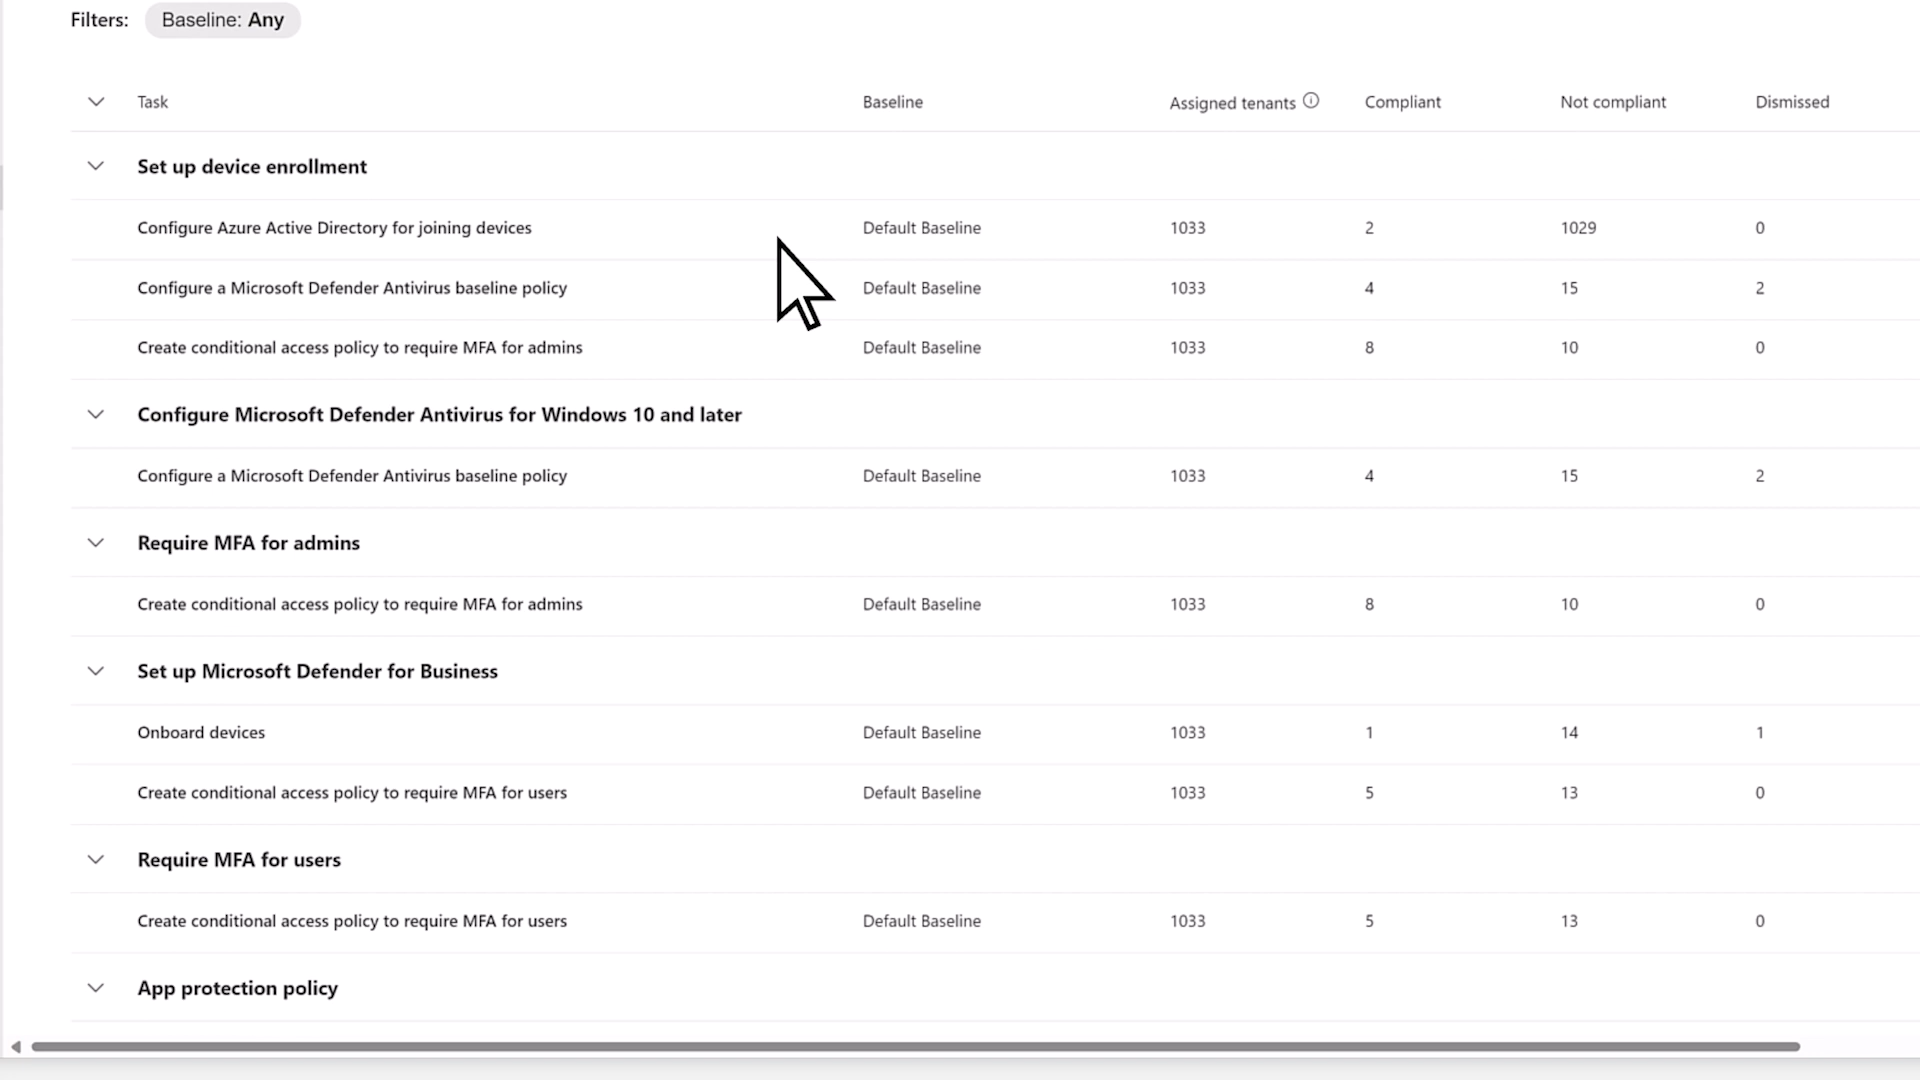 Filters: Baseline: Any
Task Baseline Assigned tenants Compliant Not compliant Dismissed
Set up device enrollment
Configure Azure Active Directory for joining devices Default Baseline 1033 2 1029 0
Configure a Microsoft Defender Antivirus baseline policy Default Baseline 1033 4 15 2
Create conditional access policy to require MFA for admins Default Baseline 1033 8 10 0
Configure Microsoft Defender Antivirus for Windows 10 and later
Configure a Microsoft Defender Antivirus baseline policy Default Baseline 1033 4 15 2
Require MFA for admins
Create conditional access policy to require MFA for admins Default Baseline 1033 8 10 0
Set up Microsoft Defender for Business
Onboard devices Default Baseline 1033 1 14 1
Create conditional access policy to require MFA for users Default Baseline 1033 5 13 0
Require MFA for users
Create conditional access policy to require MFA for users Default Baseline 1033 5 13 0
App protection policy